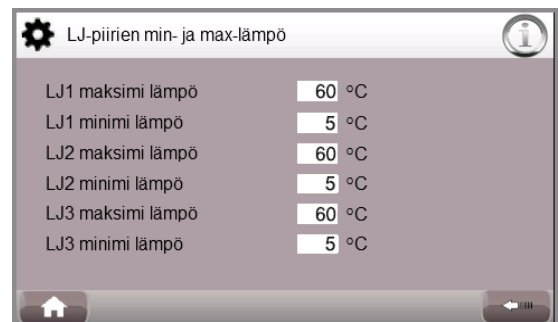 LJ-piirien min- ja max-lämpö
LJ1 maksimi lämpö 60 °C
LJ1 minimi lämpö 5 °C
LJ2 maksimi lämpö 60 °C
LJ2 minimi lämpö 5 °C
LJ3 maksimi lämpö 60 °C
LJ3 minimi lämpö 5 °C